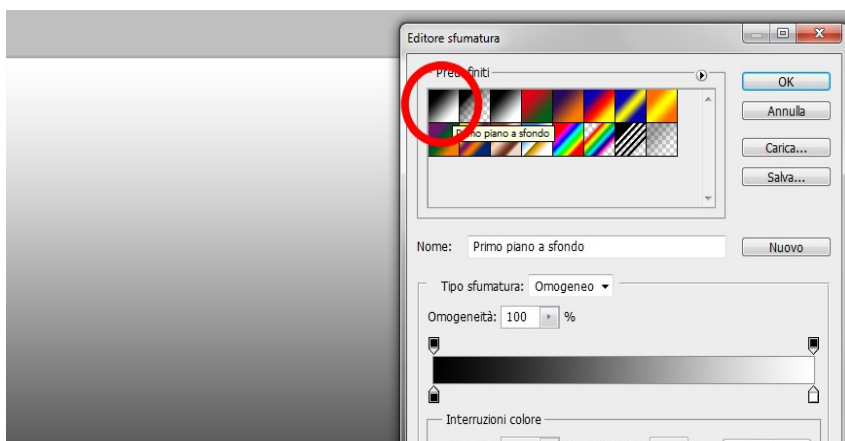 Editore sfumatura
Predefiniti
OK
Annulla
Primo piano a sfondo
Carica...
Salva...
Nome: Primo piano a sfondo
Nuovo
Tipo sfumatura: Omogeneo
Omogeneità: 100 %
Interruzioni colore